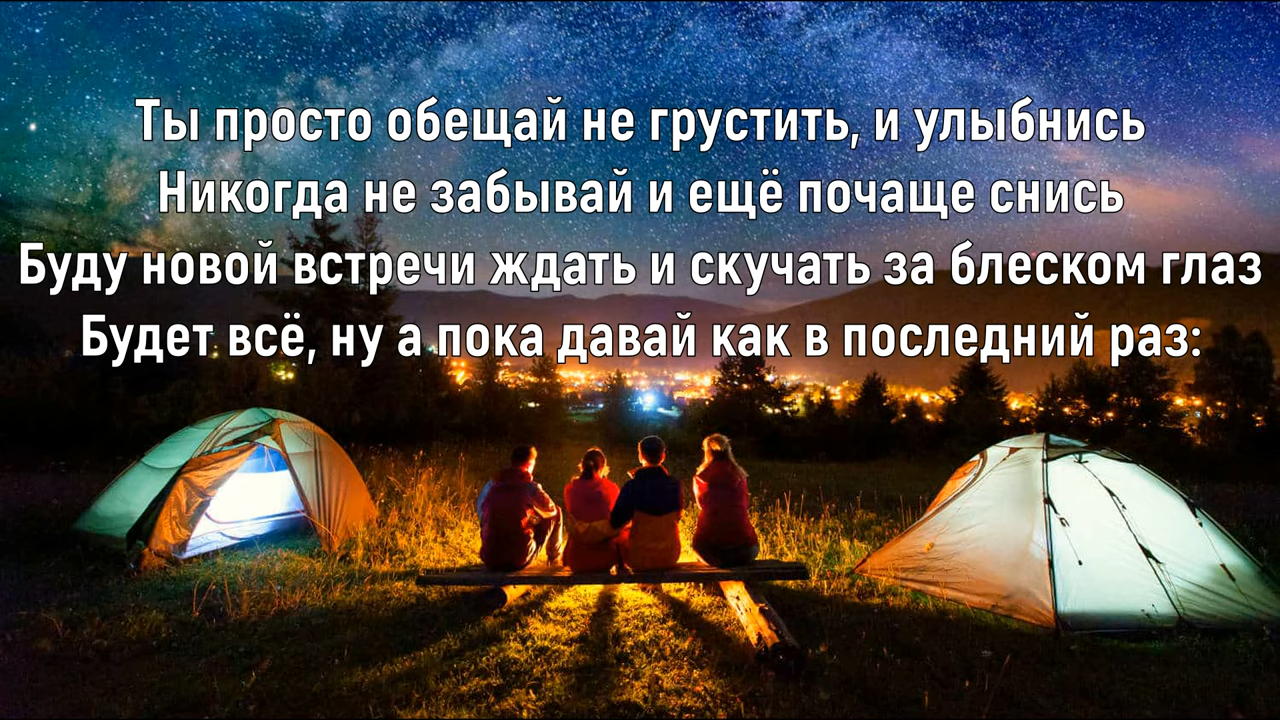 Ты просто обещай не грустить, и улыбнись
Никогда не забывай и ещё почаще снись
Буду новой встречи ждать и скучать за блеском глаз
Будет всё, ну а пока давай как в последний раз: